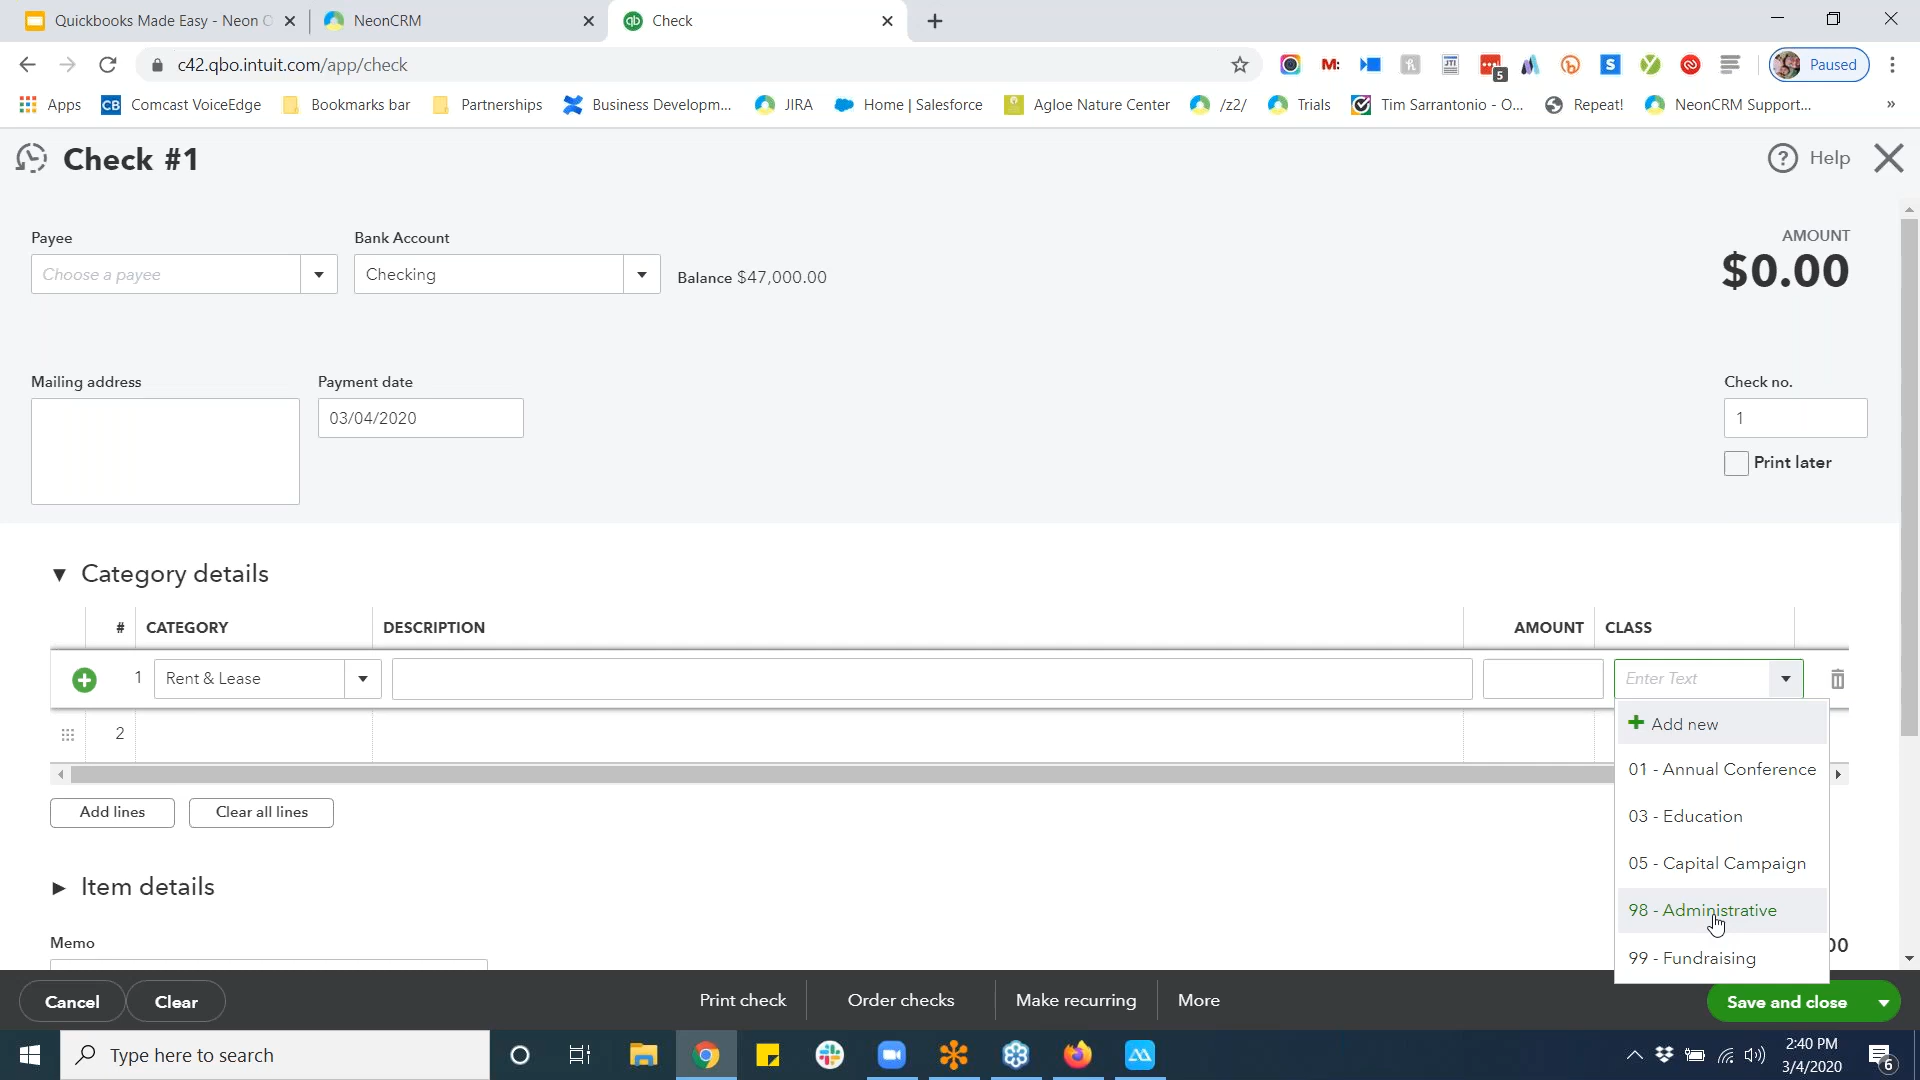 Quickbooks Made Easy - Neon
NeonCRM
Check
c42.qbo.intuit.com/app/check
Paused
Apps
Comcast VoiceEdge
Bookmarks bar
Partnerships
Business Developm...
JIRA
Home | Salesforce
Agloe Nature Center
/z2/
Trials
Tim Sarrantonio - O...
Repeat!
NeonCRM Support...
»
Check #1
Help
Payee
Bank Account
AMOUNT
Choose a payee
Checking
Balance $47,000.00
$0.00
Mailing address
Payment date
Check no.
03/04/2020
1
Print later
Category details
# CATEGORY DESCRIPTION AMOUNT CLASS
1 Rent & Lease Enter Text
2
Add new
01 - Annual Conference
03 - Education
05 - Capital Campaign
98 - Administrative
99 - Fundraising
Add lines
Clear all lines
Item details
Memo
Cancel
Clear
Print check
Order checks
Make recurring
More
Save and close
Type here to search
2:40 PM
3/4/2020
6